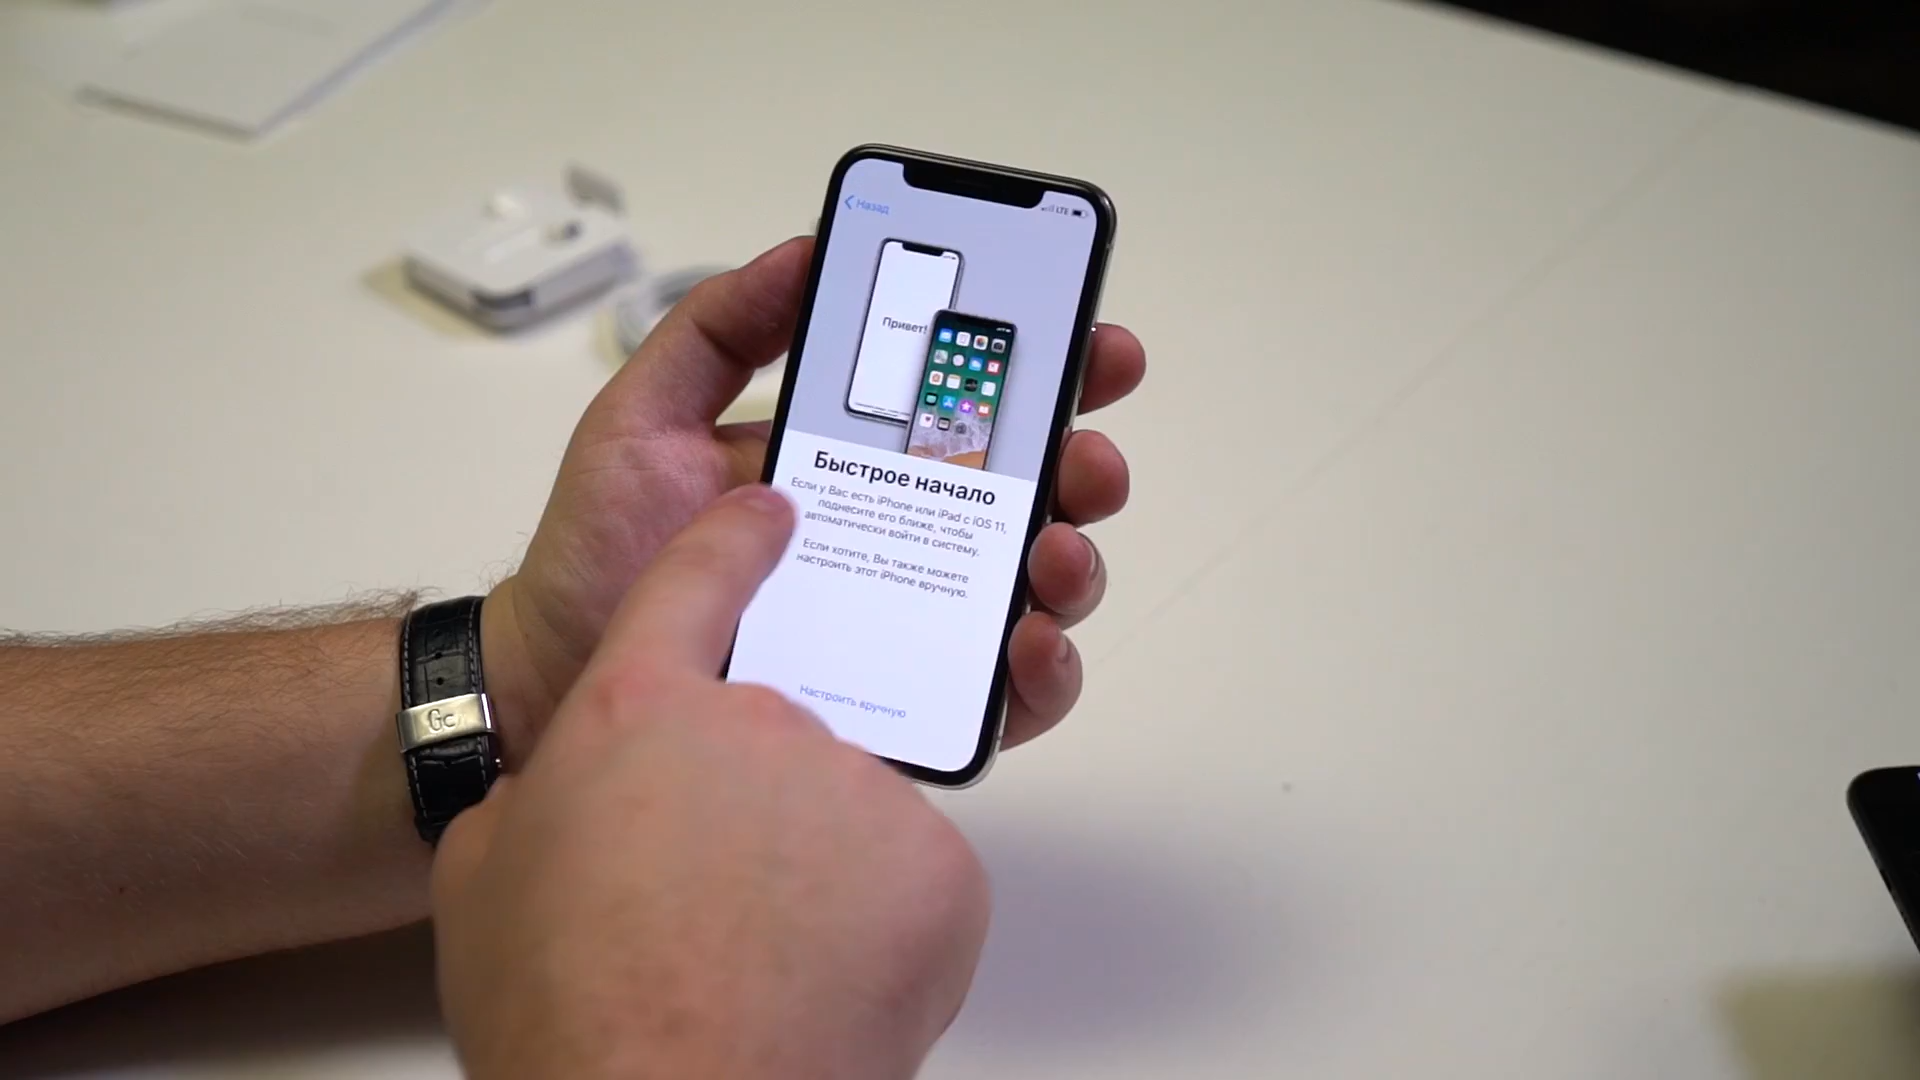 Назад
LTE
Привет!
Быстрое начало
Если у Вас есть iPhone или iPad с iOS 11,
поднесите его ближе, чтобы
автоматически войти в систему.
Если хотите, Вы также можете
настроить этот iPhone вручную.
Настроить вручную
Gc